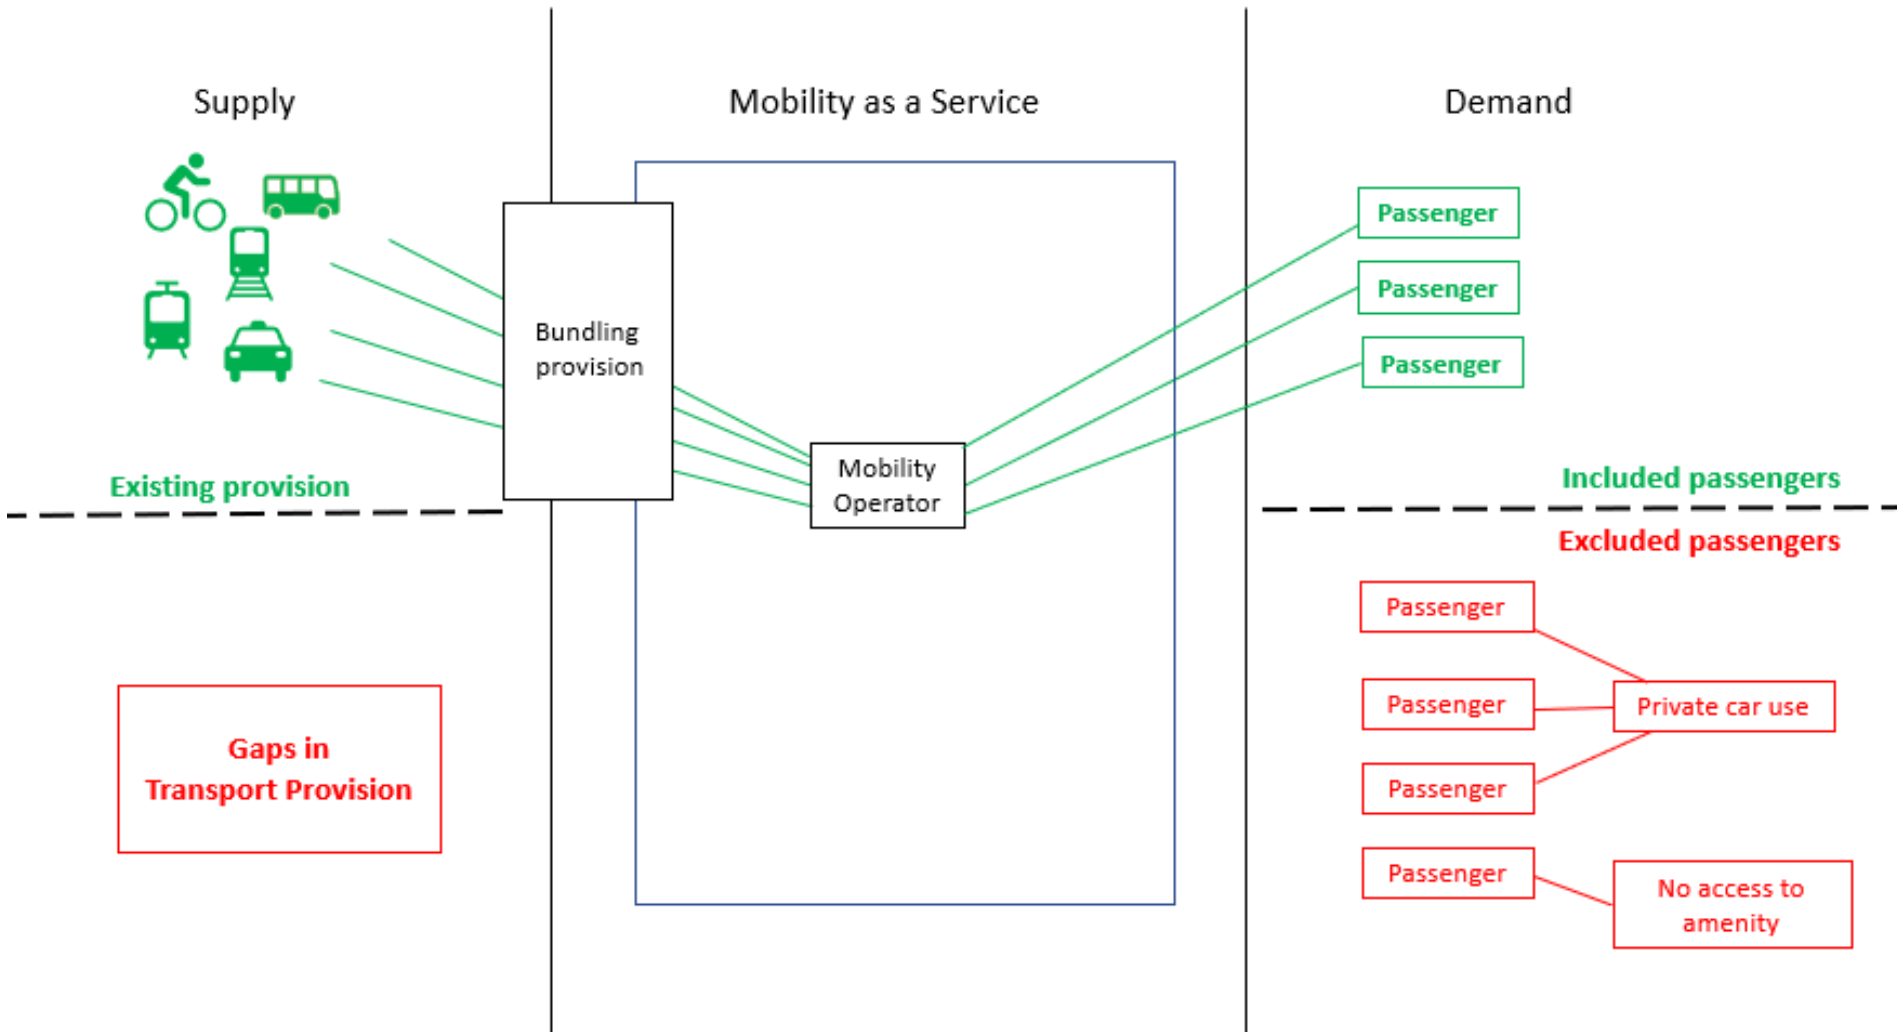 Supply
Mobility as a Service
Demand
Passenger
Passenger
Passenger
Bundling
provision
Mobility
Operator
Existing provision
Included passengers
Excluded passengers
Passenger
Passenger
Private car use
Passenger
Gaps in
Transport Provision
Passenger
No access to
amenity